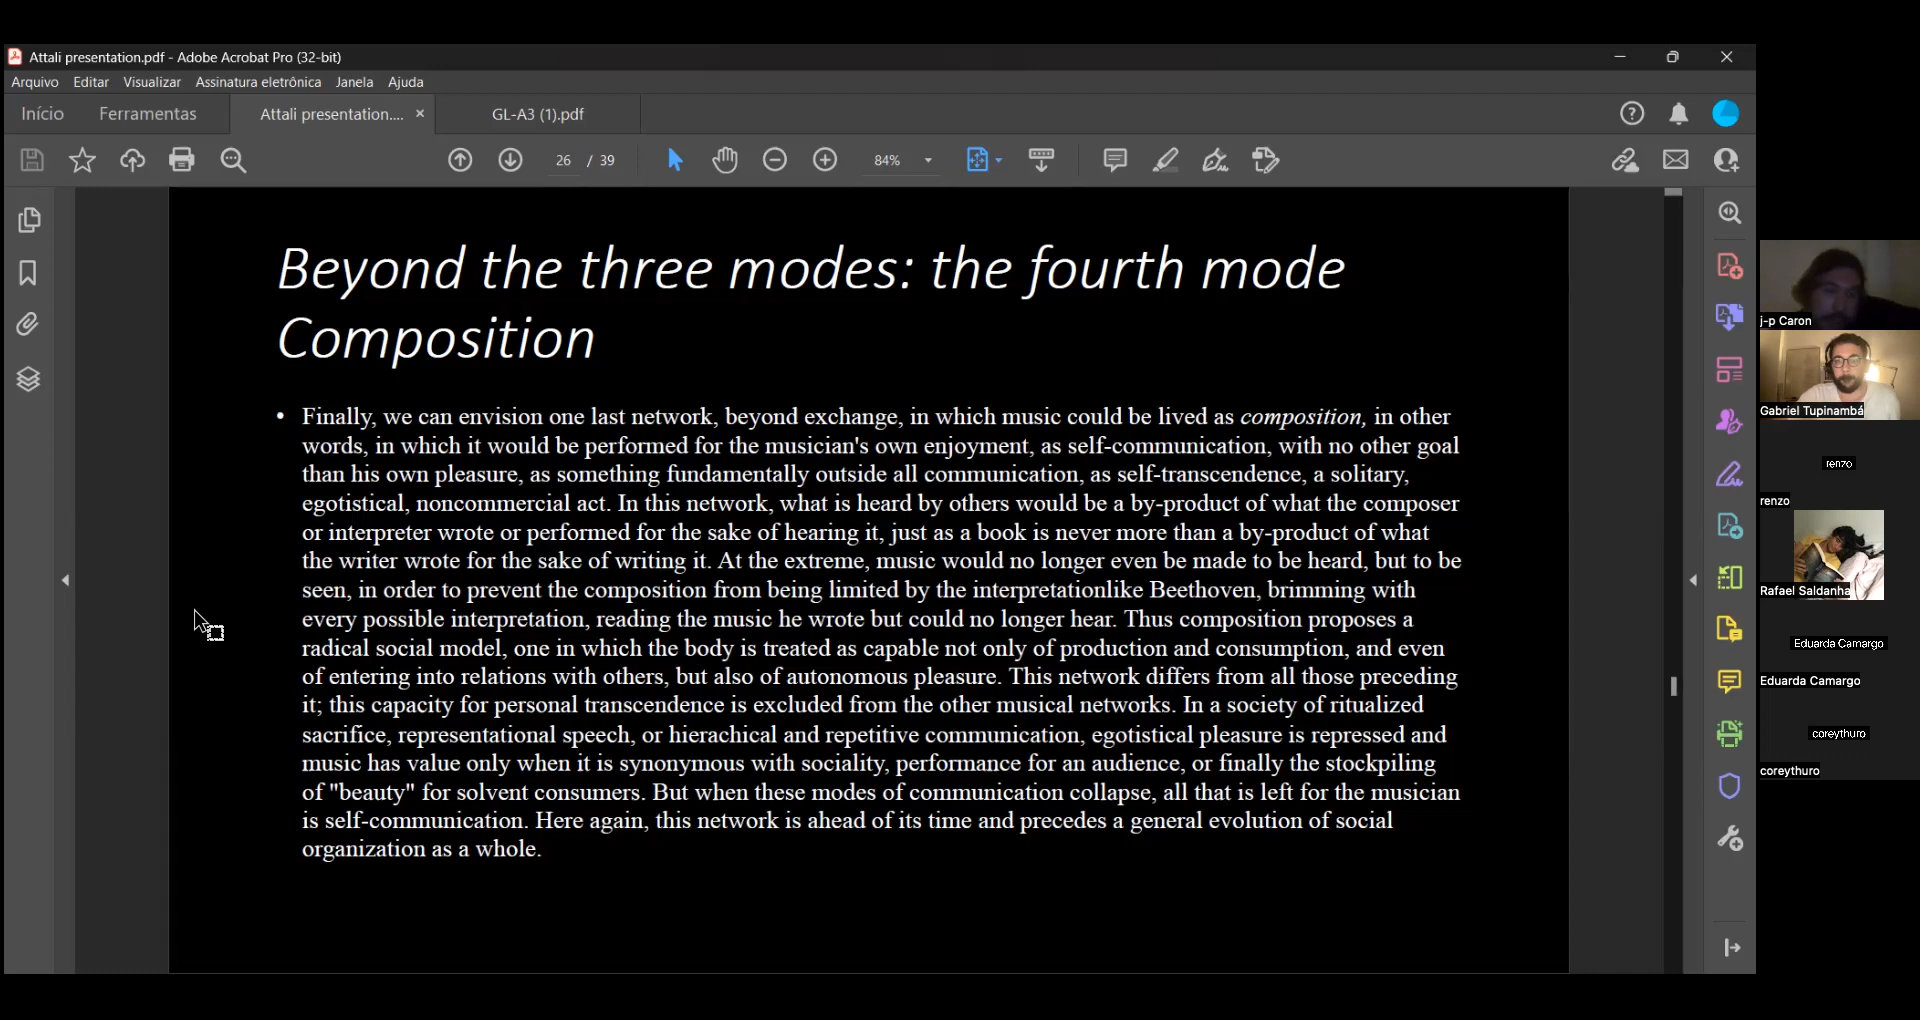 Attali presentation.pdf - Adobe Acrobat Pro (32-bit)
Arquivo Editar Visualizar Assinatura eletrônica Janela Ajuda
Início Ferramentas Attali presentation.... × GL-A3 (1).pdf
26 / 39 84%
Beyond the three modes: the fourth mode
Composition
• Finally, we can envision one last network, beyond exchange, in which music could be lived as composition, in other
words, in which it would be performed for the musician's own enjoyment, as self-communication, with no other goal
than his own pleasure, as something fundamentally outside all communication, as self-transcendence, a solitary,
egotistical, noncommercial act. In this network, what is heard by others would be a by-product of what the composer
or interpreter wrote or performed for the sake of hearing it, just as a book is never more than a by-product of what
the writer wrote for the sake of writing it. At the extreme, music would no longer even be made to be heard, but to be
seen, in order to prevent the composition from being limited by the interpretationlike Beethoven, brimming with
every possible interpretation, reading the music he wrote but could no longer hear. Thus composition proposes a
radical social model, one in which the body is treated as capable not only of production and consumption, and even
of entering into relations with others, but also of autonomous pleasure. This network differs from all those preceding
it; this capacity for personal transcendence is excluded from the other musical networks. In a society of ritualized
sacrifice, representational speech, or hierachical and repetitive communication, egotistical pleasure is repressed and
music has value only when it is synonymous with sociality, performance for an audience, or finally the stockpiling
of "beauty" for solvent consumers. But when these modes of communication collapse, all that is left for the musician
is self-communication. Here again, this network is ahead of its time and precedes a general evolution of social
organization as a whole.
j-p Caron
Gabriel Tupinambá
renzo
renzo
Rafael Saldanha
Eduarda Camargo
Eduarda Camargo
coreythuro
coreythuro